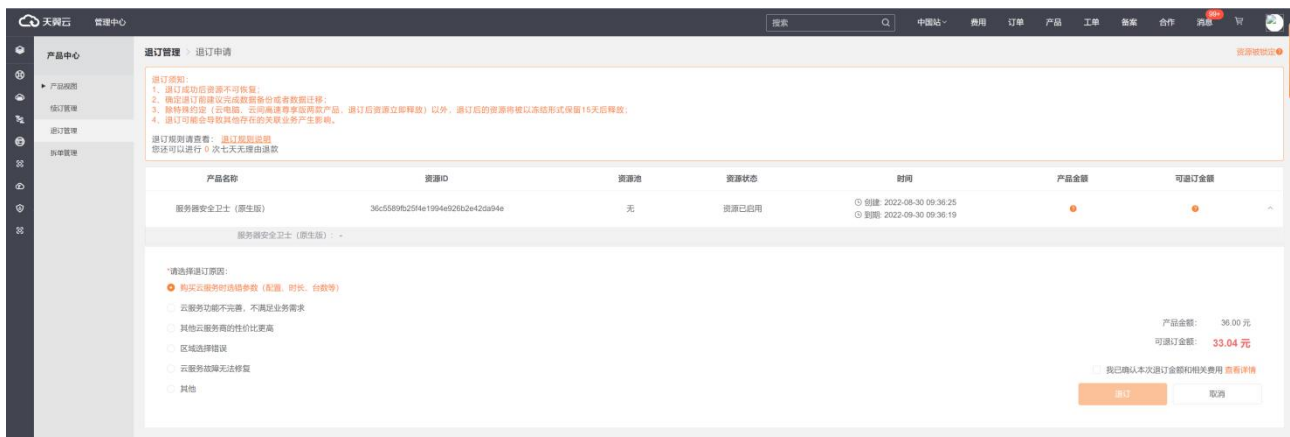 天翼云
管理中心
搜索
中国站
费用
订单
产品
工单
备案
合作
消息
99+
产品中心
产品视图
续订管理
退订管理
拆单管理
退订管理 > 退订申请
资源被锁定
退订须知:
1、退订成功后资源不可恢复;
2、确定退订前建议完成数据备份或者数据迁移;
3、除特殊约定(云电脑、云间高速尊享版两款产品,退订后资源立即释放)以外,退订后的资源将被以冻结形式保留15天后释放;
4、退订可能会导致其他存在的关联业务产生影响。
退订规则请查看: 退订规则说明
您还可以进行 0 次七天无理由退款
产品名称 资源ID 资源池 资源状态 时间 产品金额 可退订金额
服务器安全卫士(原生版) 36c5589fb25f4e1994e926b2e42da94e 无 资源已启用 创建: 2022-08-30 09:36:25
到期: 2022-09-30 09:36:19
服务器安全卫士(原生版): -
*请选择退订原因:
购买云服务时选错参数(配置、时长、台数等)
云服务功能不完善,不满足业务需求
其他云服务商的性价比更高
区域选择错误
云服务故障无法修复
其他
产品金额: 36.00 元
可退订金额: 33.04 元
我已确认本次退订金额和相关费用 查看详情
退订 取消